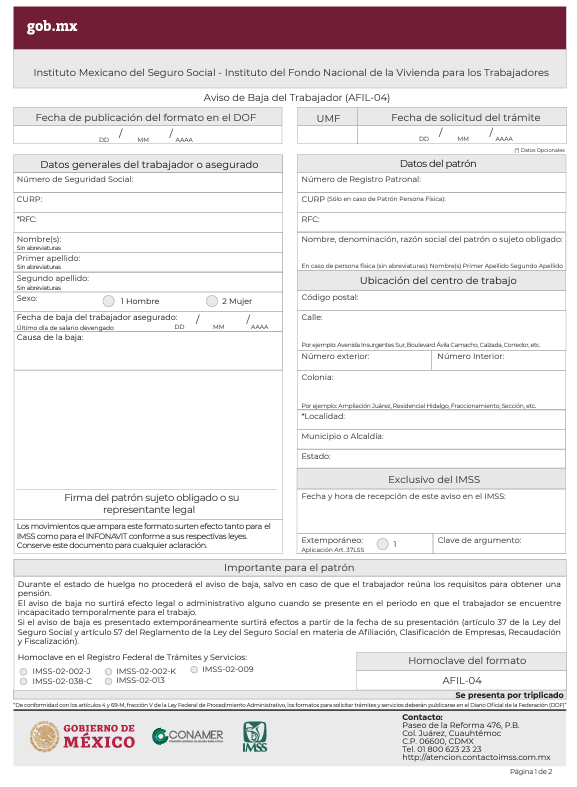 gob.mx
Instituto Mexicano del Seguro Social - Instituto del Fondo Nacional de la Vivienda para los Trabajadores
Aviso de Baja del Trabajador (AFIL-04)
Fecha de publicación del formato en el DOF
/ /
DD MM AAAA
UMF
Fecha de solicitud del trámite
/ /
DD MM AAAA
(*) Datos Opcionales
Datos generales del trabajador o asegurado
Número de Seguridad Social:
CURP:
*RFC:
Nombre(s):
Sin abreviaturas
Primer apellido:
Sin abreviaturas
Segundo apellido:
Sin abreviaturas
Sexo: 1 Hombre 2 Mujer
Fecha de baja del trabajador asegurado: / /
Último día de salario devengado DD MM AAAA
Causa de la baja:
Firma del patrón sujeto obligado o su
representante legal
Los movimientos que ampara este formato surten efecto tanto para el
IMSS como para el INFONAVIT conforme a sus respectivas leyes.
Conserve este documento para cualquier aclaración.
Datos del patrón
Número de Registro Patronal:
CURP (Sólo en caso de Patrón Persona Física):
RFC:
Nombre, denominación, razón social del patrón o sujeto obligado:
En caso de persona física (sin abreviaturas): Nombre(s) Primer Apellido Segundo Apellido
Ubicación del centro de trabajo
Código postal:
Calle:
Por ejemplo: Avenida Insurgentes Sur, Boulevard Ávila Camacho, Calzada, Corredor, etc.
Número exterior: Número Interior:
Colonia:
Por ejemplo: Ampliación Juárez, Residencial Hidalgo, Fraccionamiento, Sección, etc.
*Localidad:
Municipio o Alcaldía:
Estado:
Exclusivo del IMSS
Fecha y hora de recepción de este aviso en el IMSS:
Extemporáneo: 1 Clave de argumento:
Aplicación Art. 37LSS
Importante para el patrón
Durante el estado de huelga no procederá el aviso de baja, salvo en caso de que el trabajador reúna los requisitos para obtener una
pensión.
El aviso de baja no surtirá efecto legal o administrativo alguno cuando se presente en el periodo en que el trabajador se encuentre
incapacitado temporalmente para el trabajo.
Si el aviso de baja es presentado extemporáneamente surtirá efectos a partir de la fecha de su presentación (artículo 37 de la Ley del
Seguro Social y artículo 57 del Reglamento de la Ley del Seguro Social en materia de Afiliación, Clasificación de Empresas, Recaudación
y Fiscalización).
Homoclave en el Registro Federal de Trámites y Servicios:
IMSS-02-002-J IMSS-02-002-K IMSS-02-009
IMSS-02-038-C IMSS-02-013
Homoclave del formato
AFIL-04
Se presenta por triplicado
"De conformidad con los artículos 4 y 69-M, fracción V de la Ley Federal de Procedimiento Administrativo, los formatos para solicitar trámites y servicios deberán publicarse en el Diario Oficial de la Federación (DOF)"
GOBIERNO DE
MÉXICO
CONAMER
IMSS
Contacto:
Paseo de la Reforma 476, P.B.
Col. Juárez, Cuauhtémoc
C.P. 06600, CDMX
Tel. 01 800 623 23 23
http://atencion.contactoimss.com.mx
Página 1 de 2